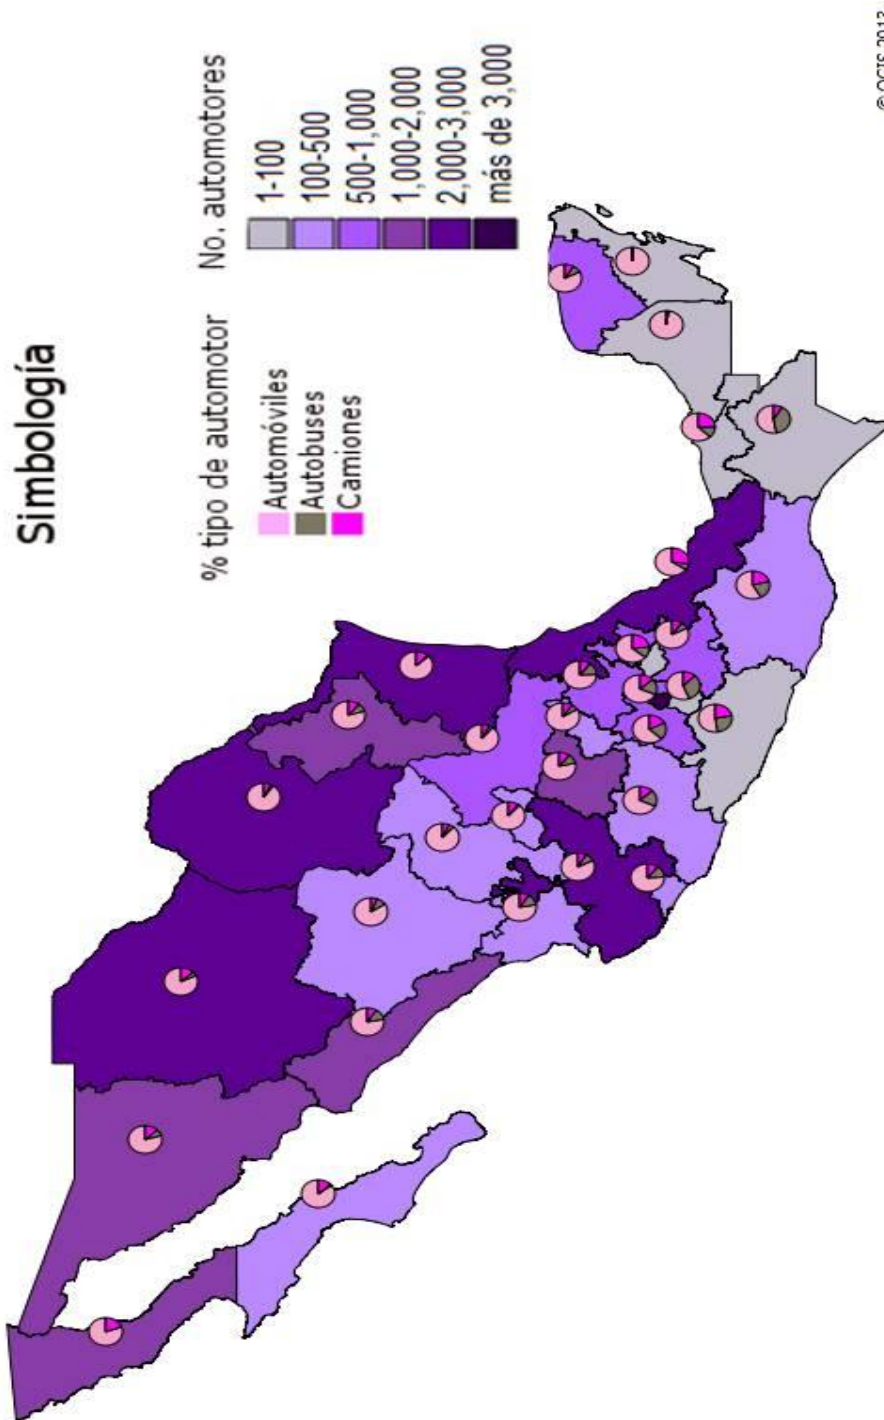 Simbología
% tipo de automotor
Automóviles
Autobuses
Camiones
No. automotores
1-100
100-500
500-1,000
1,000-2,000
2,000-3,000
más de 3,000